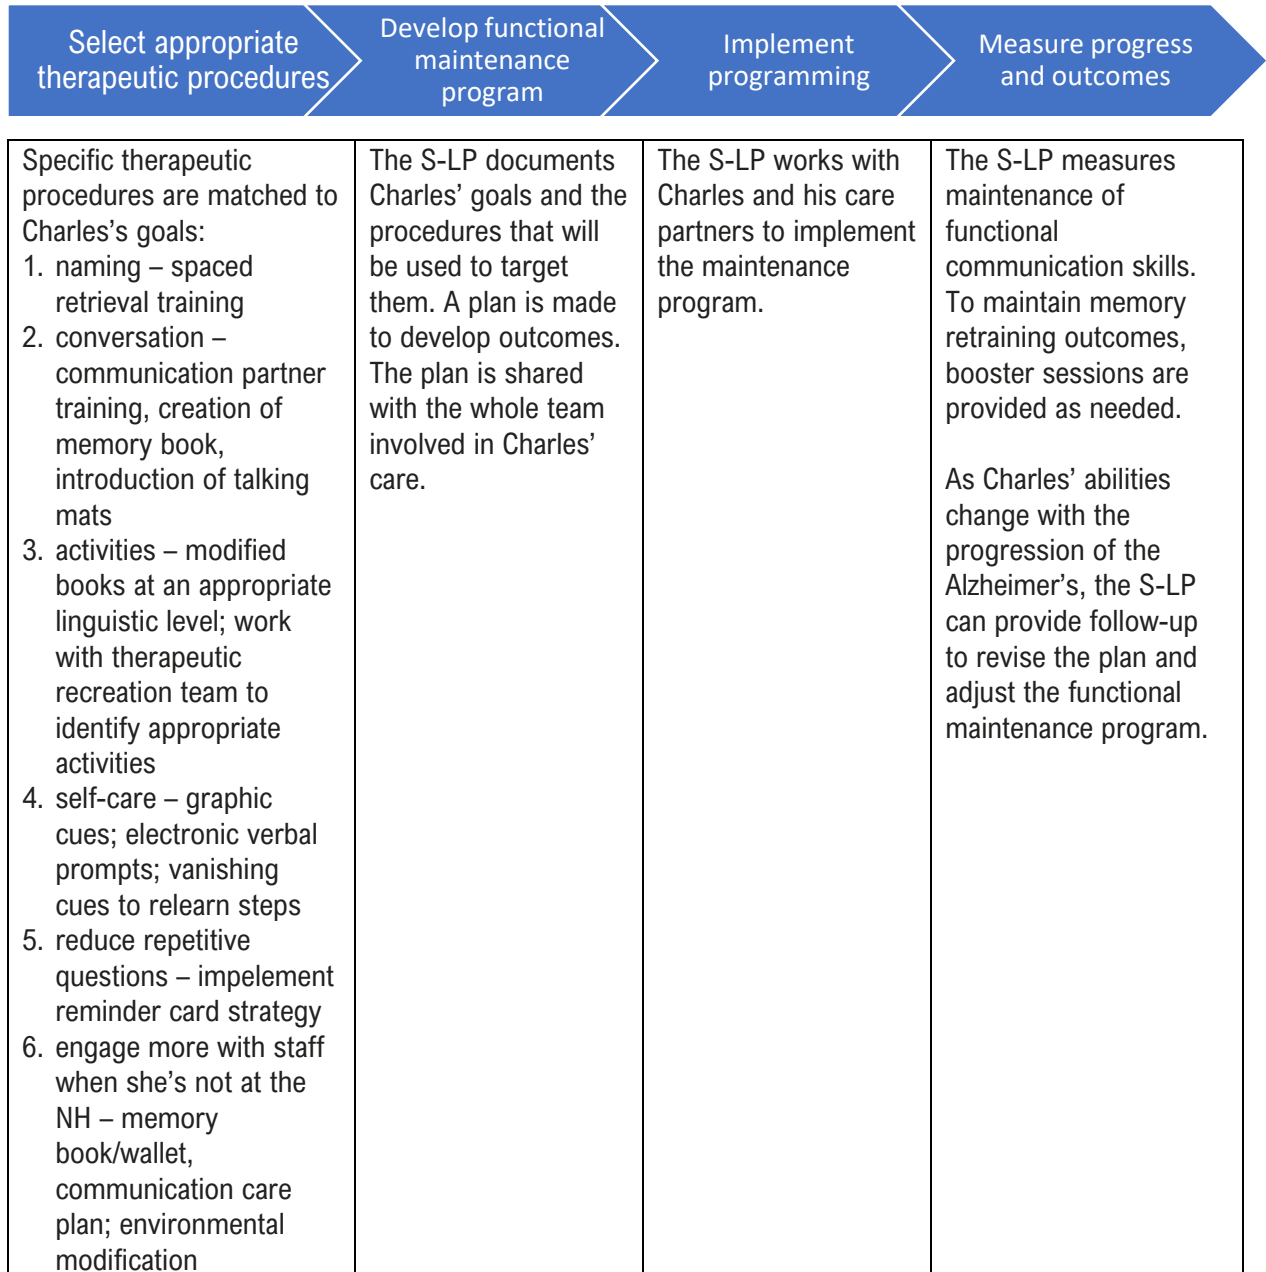 Select appropriate
therapeutic procedures
Develop functional
maintenance
program
Implement
programming
Measure progress
and outcomes
Specific therapeutic
procedures are matched to
Charles's goals:
1. naming – spaced
retrieval training
2. conversation –
communication partner
training, creation of
memory book,
introduction of talking
mats
3. activities – modified
books at an appropriate
linguistic level; work
with therapeutic
recreation team to
identify appropriate
activities
4. self-care – graphic
cues; electronic verbal
prompts; vanishing
cues to relearn steps
5. reduce repetitive
questions – impelement
reminder card strategy
6. engage more with staff
when she's not at the
NH – memory
book/wallet,
communication care
plan; environmental
modification
The S-LP documents
Charles' goals and the
procedures that will
be used to target
them. A plan is made
to develop outcomes.
The plan is shared
with the whole team
involved in Charles'
care.
The S-LP works with
Charles and his care
partners to implement
the maintenance
program.
The S-LP measures
maintenance of
functional
communication skills.
To maintain memory
retraining outcomes,
booster sessions are
provided as needed.
As Charles' abilities
change with the
progression of the
Alzheimer's, the S-LP
can provide follow-up
to revise the plan and
adjust the functional
maintenance program.